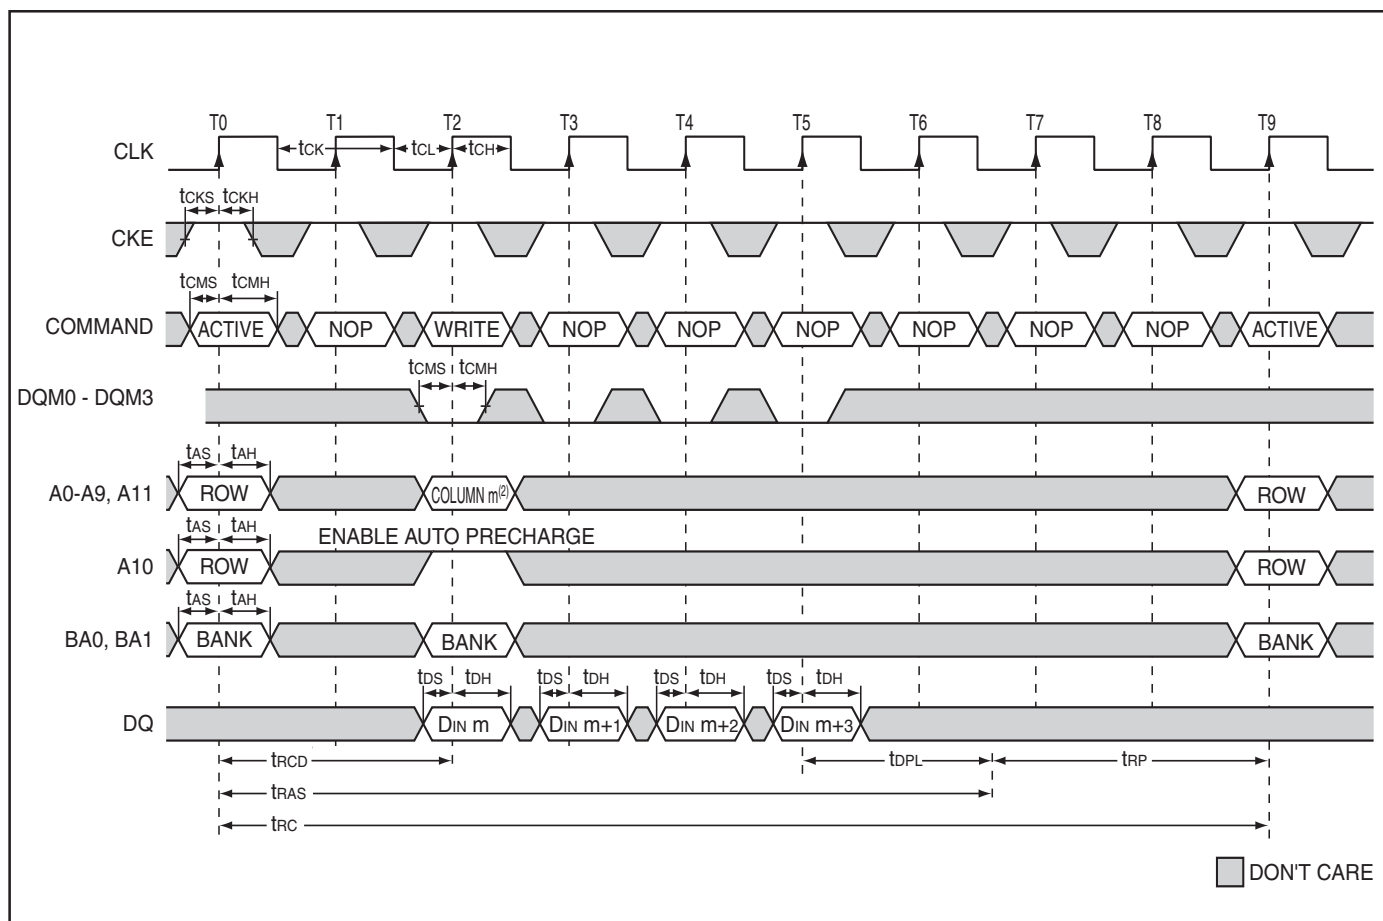 T0 T1 T2 T3 T4 T5 T6 T7 T8 T9
CLK tCK tCL tCH
tCKS tCKH
CKE
tCMS tCMH
COMMAND ACTIVE NOP WRITE NOP NOP NOP NOP NOP NOP ACTIVE
tCMS tCMH
DQM0 - DQM3
tAS tAH
A0-A9, A11 ROW COLUMN m(2) ROW
tAS tAH ENABLE AUTO PRECHARGE
A10 ROW ROW
tAS tAH
BA0, BA1 BANK BANK BANK
tDS tDH tDS tDH tDS tDH tDS tDH
DQ DIN m DIN m+1 DIN m+2 DIN m+3
tRCD tDPL tRP
tRAS
tRC
DON'T CARE